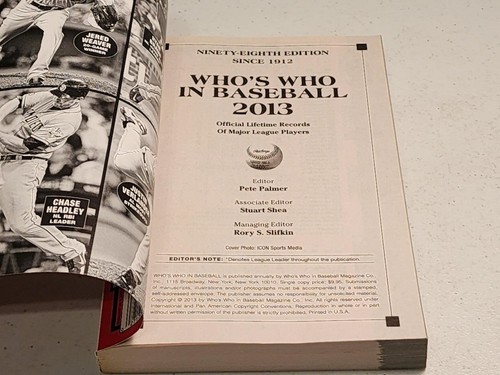 JERED
WEAVER
20-GAME
WINNER
CHASE
HEADLEY
NL RBI
LEADER
NINETY-EIGHTH EDITION
SINCE 1912
WHO'S WHO
IN BASEBALL
2013
Official Lifetime Records
Of Major League Players
Editor
Pete Palmer
Associate Editor
Stuart Shea
Managing Editor
Rory S. Slifkin
Cover Photo: ICON Sports Media
EDITOR'S NOTE: *Denotes League Leader throughout the publication.
WHO'S WHO IN BASEBALL is published annually by Who's Who in Baseball Magazine Co.,
Inc., 1115 Broadway, New York, New York 10010. Single copy price: $9.95. Submissions
of manuscripts, illustrations and/or photographs must be accompanied by a stamped,
self-addressed envelope. The publisher assumes no responsibility for unsolicited material.
Copyright © 2013 by Who's Who in Baseball Magazine Co., Inc. All rights reserved under
International and Pan American Copyright Conventions. Reproduction in whole or in part
without written permission of the publisher is strictly prohibited. Printed in U.S.A.